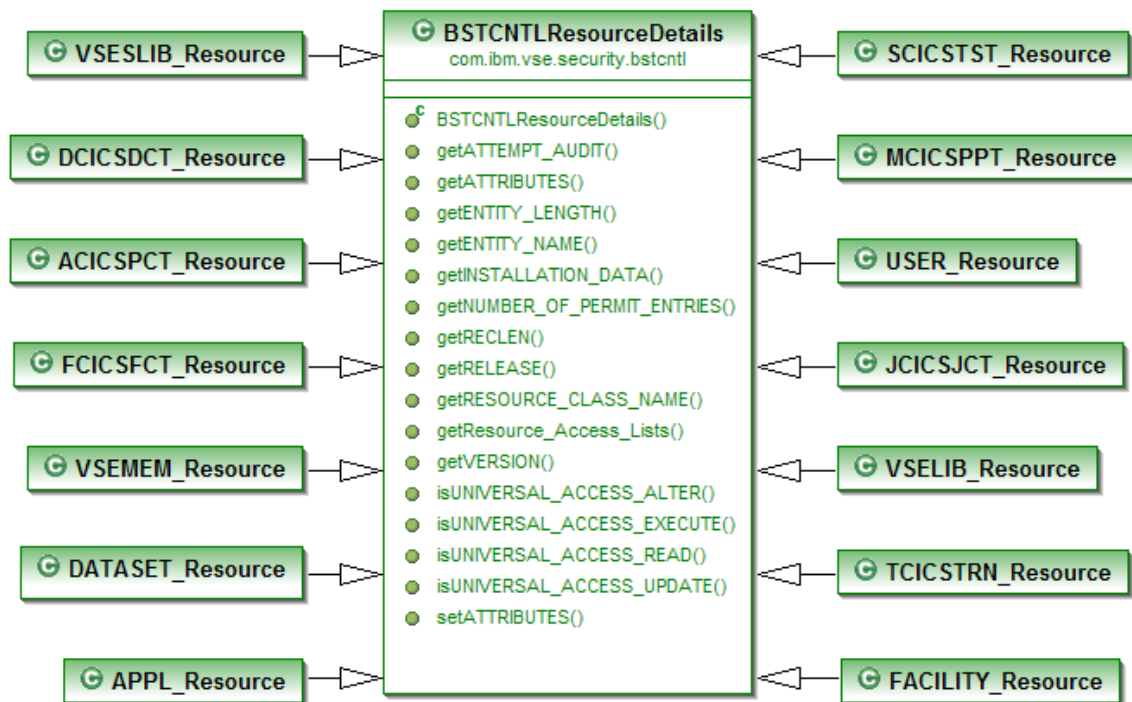 VSESLIB_Resource
DCICSDCT_Resource
ACICSPCT_Resource
FCICSFCT_Resource
VSEMEM_Resource
DATASET_Resource
APPL_Resource
BSTCNTLResourceDetails
com.ibm.vse.security.bstcntl
BSTCNTLResourceDetails()
getATTEMPT_AUDIT()
getATTRIBUTES()
getENTITY_LENGTH()
getENTITY_NAME()
getINSTALLATION_DATA()
getNUMBER_OF_PERMIT_ENTRIES()
getRECLEN()
getRELEASE()
getRESOURCE_CLASS_NAME()
getResource_Access_Lists()
getVERSION()
isUNIVERSAL_ACCESS_ALTER()
isUNIVERSAL_ACCESS_EXECUTE()
isUNIVERSAL_ACCESS_READ()
isUNIVERSAL_ACCESS_UPDATE()
setATTRIBUTES()
SCICSTST_Resource
MCICSPPT_Resource
USER_Resource
JCICSJCT_Resource
VSELIB_Resource
TCICSTRN_Resource
FACILITY_Resource